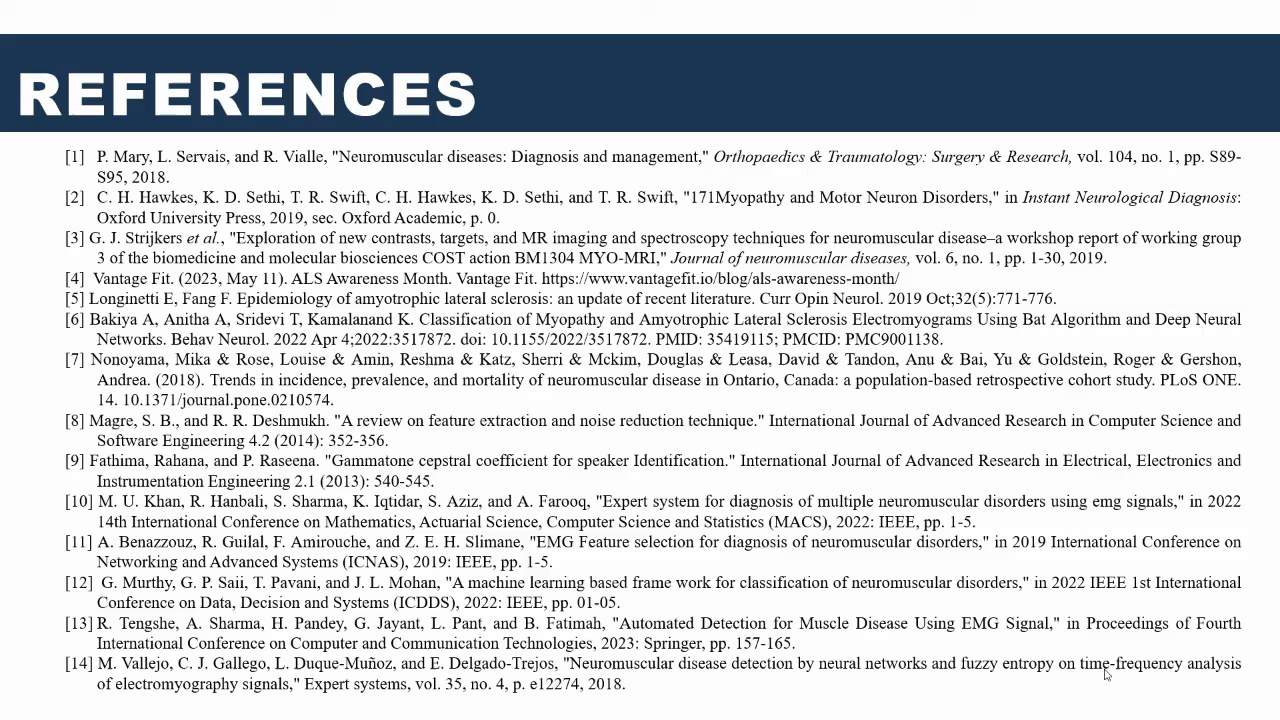 REFERENCES
[1] P. Mary, L. Servais, and R. Vialle, "Neuromuscular diseases: Diagnosis and management," Orthopaedics & Traumatology: Surgery & Research, vol. 104, no. 1, pp. S89-
S95, 2018.
[2] C. H. Hawkes, K. D. Sethi, T. R. Swift, C. H. Hawkes, K. D. Sethi, and T. R. Swift, "171Myopathy and Motor Neuron Disorders," in Instant Neurological Diagnosis:
Oxford University Press, 2019, sec. Oxford Academic, p. 0.
[3] G. J. Strijkers et al., "Exploration of new contrasts, targets, and MR imaging and spectroscopy techniques for neuromuscular disease–a workshop report of working group
3 of the biomedicine and molecular biosciences COST action BM1304 MYO-MRI," Journal of neuromuscular diseases, vol. 6, no. 1, pp. 1-30, 2019.
[4] Vantage Fit. (2023, May 11). ALS Awareness Month. Vantage Fit. https://www.vantagefit.io/blog/als-awareness-month/
[5] Longinetti E, Fang F. Epidemiology of amyotrophic lateral sclerosis: an update of recent literature. Curr Opin Neurol. 2019 Oct;32(5):771-776.
[6] Bakiya A, Anitha A, Sridevi T, Kamalanand K. Classification of Myopathy and Amyotrophic Lateral Sclerosis Electromyograms Using Bat Algorithm and Deep Neural
Networks. Behav Neurol. 2022 Apr 4;2022:3517872. doi: 10.1155/2022/3517872. PMID: 35419115; PMCID: PMC9001138.
[7] Nonoyama, Mika & Rose, Louise & Amin, Reshma & Katz, Sherri & Mckim, Douglas & Leasa, David & Tandon, Anu & Bai, Yu & Goldstein, Roger & Gershon,
Andrea. (2018). Trends in incidence, prevalence, and mortality of neuromuscular disease in Ontario, Canada: a population-based retrospective cohort study. PLoS ONE.
14. 10.1371/journal.pone.0210574.
[8] Magre, S. B., and R. R. Deshmukh. "A review on feature extraction and noise reduction technique." International Journal of Advanced Research in Computer Science and
Software Engineering 4.2 (2014): 352-356.
[9] Fathima, Rahana, and P. Raseena. "Gammatone cepstral coefficient for speaker Identification." International Journal of Advanced Research in Electrical, Electronics and
Instrumentation Engineering 2.1 (2013): 540-545.
[10] M. U. Khan, R. Hanbali, S. Sharma, K. Iqtidar, S. Aziz, and A. Farooq, "Expert system for diagnosis of multiple neuromuscular disorders using emg signals," in 2022
14th International Conference on Mathematics, Actuarial Science, Computer Science and Statistics (MACS), 2022: IEEE, pp. 1-5.
[11] A. Benazzouz, R. Guilal, F. Amirouche, and Z. E. H. Slimane, "EMG Feature selection for diagnosis of neuromuscular disorders," in 2019 International Conference on
Networking and Advanced Systems (ICNAS), 2019: IEEE, pp. 1-5.
[12] G. Murthy, G. P. Saii, T. Pavani, and J. L. Mohan, "A machine learning based frame work for classification of neuromuscular disorders," in 2022 IEEE 1st International
Conference on Data, Decision and Systems (ICDDS), 2022: IEEE, pp. 01-05.
[13] R. Tengshe, A. Sharma, H. Pandey, G. Jayant, L. Pant, and B. Fatimah, "Automated Detection for Muscle Disease Using EMG Signal," in Proceedings of Fourth
International Conference on Computer and Communication Technologies, 2023: Springer, pp. 157-165.
[14] M. Vallejo, C. J. Gallego, L. Duque-Muñoz, and E. Delgado-Trejos, "Neuromuscular disease detection by neural networks and fuzzy entropy on time-frequency analysis
of electromyography signals," Expert systems, vol. 35, no. 4, p. e12274, 2018.